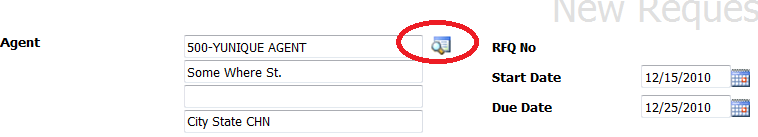 New Reques
Agent 500-YUNIQUE AGENT RFQ No
Some Where St. Start Date 12/15/2010
Due Date 12/25/2010
City State CHN